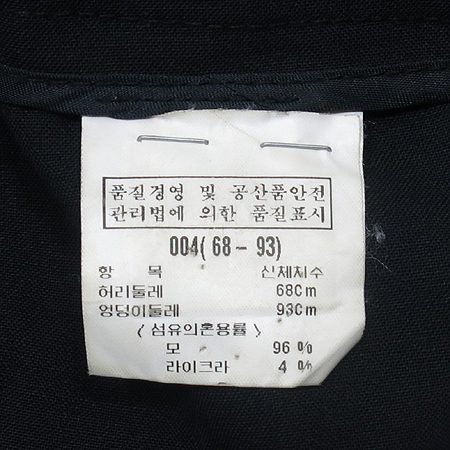 품질경영 및 공산품안전
관리법에 의한 품질표시
004(68-93)
항 목 신체치수
허리둘레 68Cm
엉덩이둘레 93Cm
〈섬유의혼용률〉
모 96%
라이크라 4%